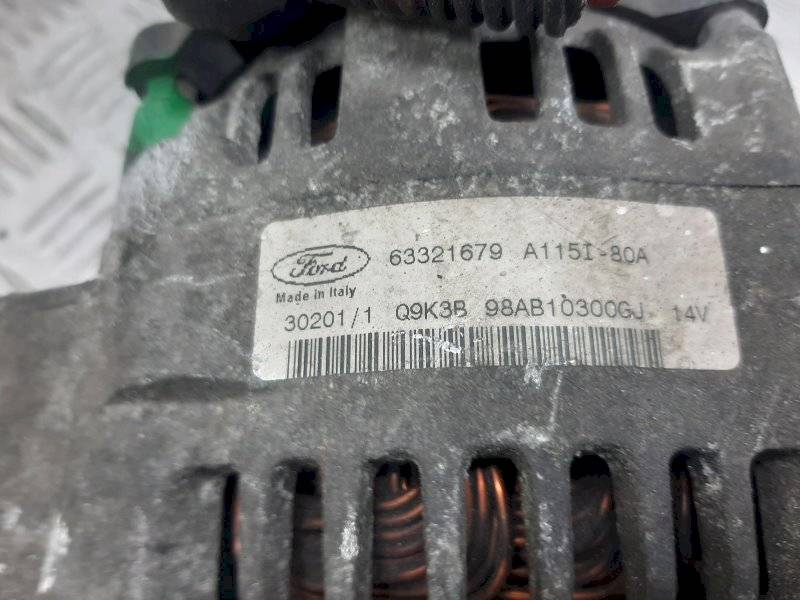 Ford 63321679 A115I-80A
Made in Italy
30201/1 Q9K3B 98AB10300GJ 14V